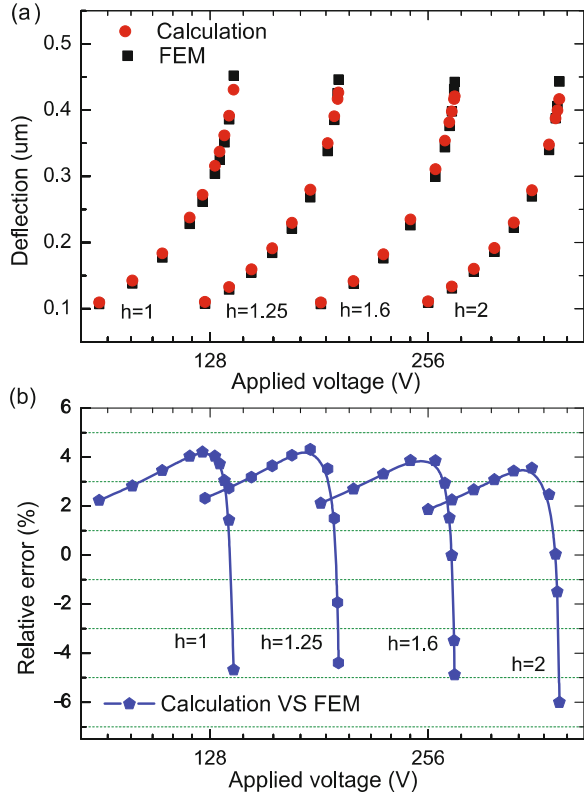 (a)
Calculation
FEM
Deflection (um)
0.5
0.4
0.3
0.2
0.1
h=1
h=1.25
h=1.6
h=2
128
256
Applied voltage (V)
(b)
Relative error (%)
6
4
2
0
-2
-4
-6
h=1
h=1.25
h=1.6
h=2
Calculation VS FEM
128
256
Applied voltage (V)